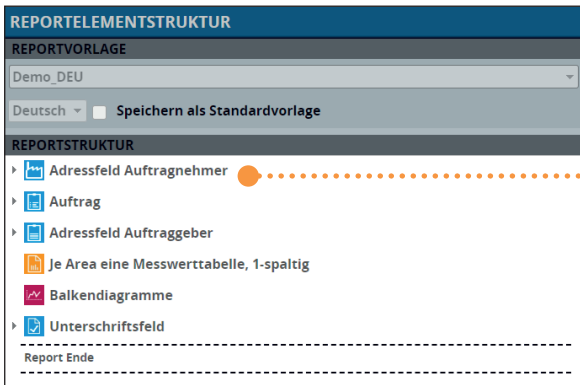 REPORTELEMENTSTRUKTUR
REPORTVORLAGE
Demo_DEU
Deutsch Speichern als Standardvorlage
REPORTSTRUKTUR
Adressfeld Auftragnehmer
Auftrag
Adressfeld Auftraggeber
Je Area eine Messwerttabelle, 1-spaltig
Balkendiagramme
Unterschriftsfeld
Report Ende